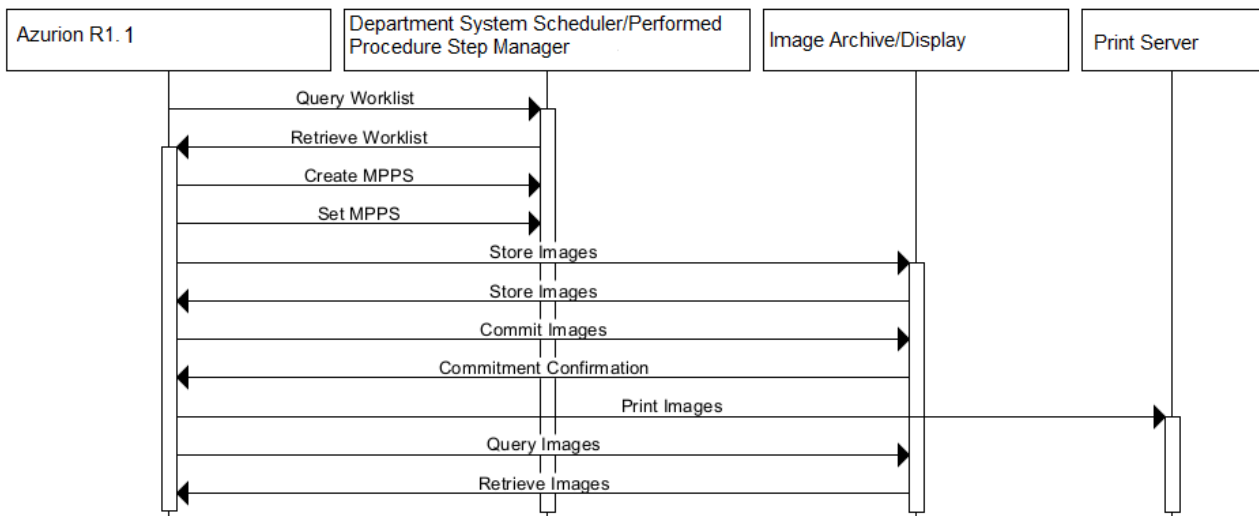 Azurion R1. 1
Department System Scheduler/Performed
Procedure Step Manager
Image Archive/Display
Print Server
Query Worklist
Retrieve Worklist
Create MPPS
Set MPPS
Store Images
Store Images
Commit Images
Commitment Confirmation
Print Images
Query Images
Retrieve Images